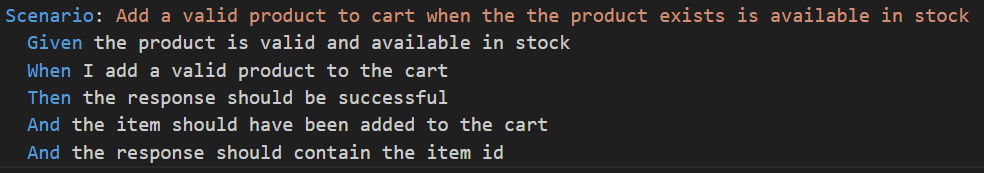 Scenario: Add a valid product to cart when the the product exists is available in stock
Given the product is valid and available in stock
When I add a valid product to the cart
Then the response should be successful
And the item should have been added to the cart
And the response should contain the item id